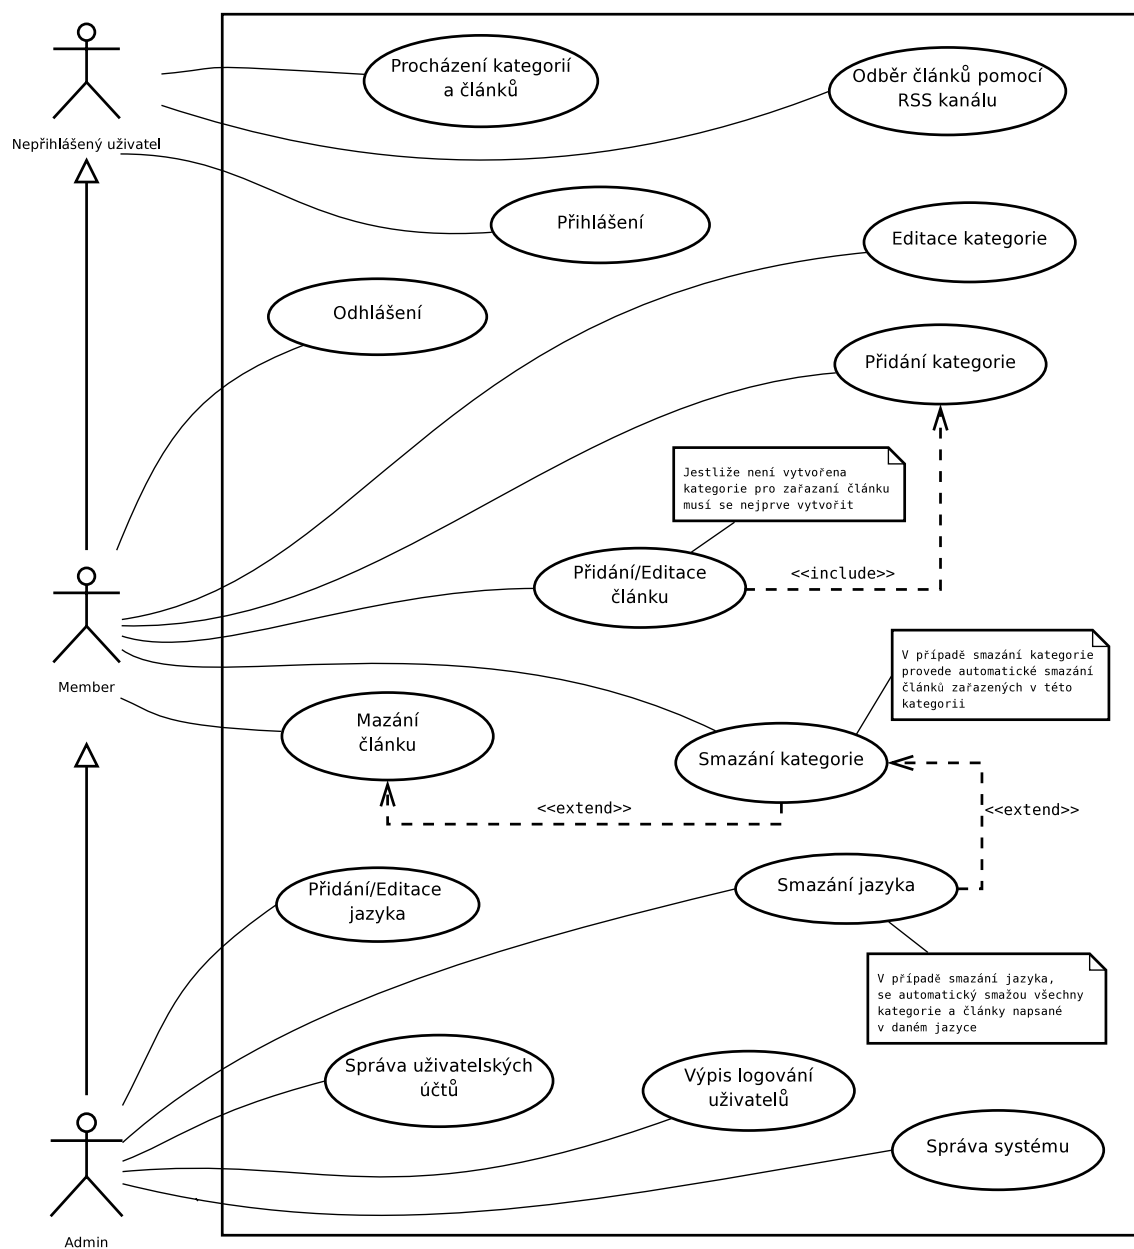 Procházení kategorií
a článků
Odběr článků pomocí
RSS kanálu
Nepřihlášený uživatel
Přihlášení
Editace kategorie
Odhlášení
Přidání kategorie
Jestliže není vytvořena
kategorie pro zařazaní článku
musí se nejprve vytvořit
Přidání/Editace
článku
<<include>>
V případě smazání kategorie
provede automatické smazání
článků zařazených v této
kategorii
Member
Mazání
článku
Smazání kategorie
<<extend>>
<<extend>>
Přidání/Editace
jazyka
Smazání jazyka
V případě smazání jazyka,
se automatický smažou všechny
kategorie a články napsané
v daném jazyce
Správa uživatelských
účtů
Výpis logování
uživatelů
Správa systému
Admin